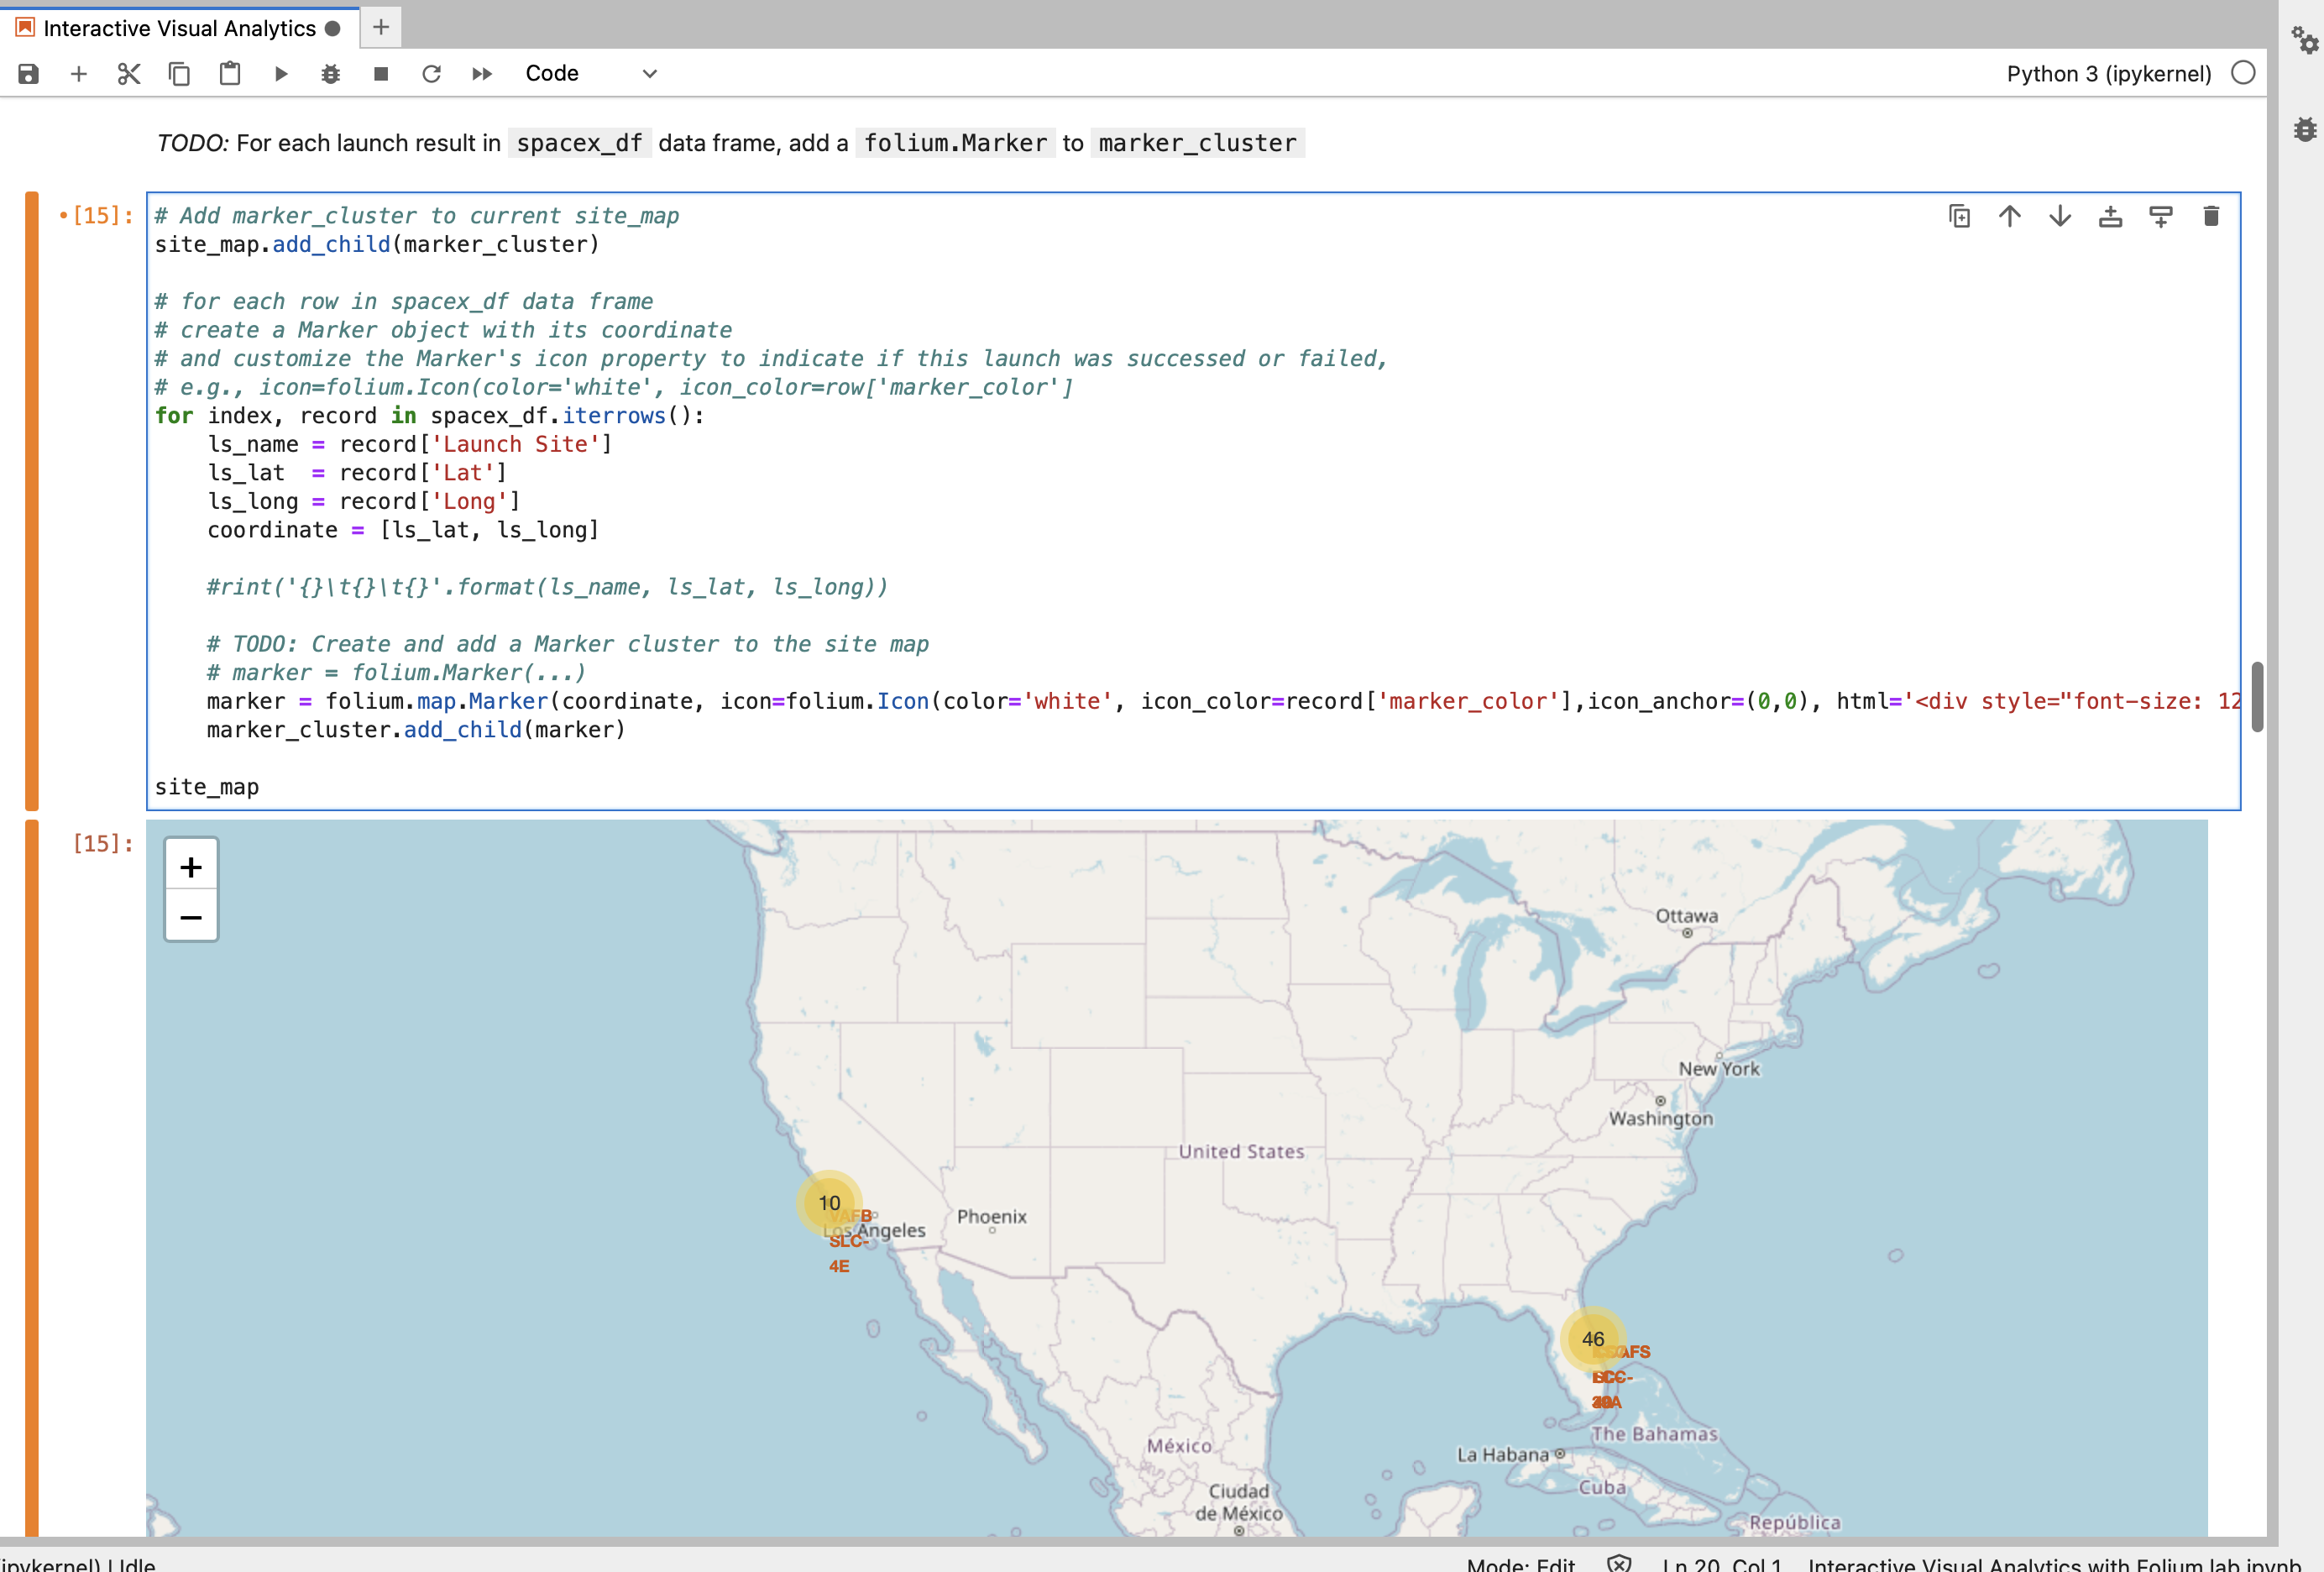 Interactive Visual Analytics
Code
Python 3 (ipykernel)
TODO: For each launch result in spacex_df data frame, add a folium.Marker to marker_cluster
[15]:
# Add marker_cluster to current site_map
site_map.add_child(marker_cluster)
# for each row in spacex_df data frame
# create a Marker object with its coordinate
# and customize the Marker's icon property to indicate if this launch was successed or failed,
# e.g., icon=folium.Icon(color='white', icon_color=row['marker_color']
for index, record in spacex_df.iterrows():
    ls_name = record['Launch Site']
    ls_lat  = record['Lat']
    ls_long = record['Long']
    coordinate = [ls_lat, ls_long]
    #rint('{}\t{}\t{}'.format(ls_name, ls_lat, ls_long))
    # TODO: Create and add a Marker cluster to the site map
    # marker = folium.Marker(...)
    marker = folium.map.Marker(coordinate, icon=folium.Icon(color='white', icon_color=record['marker_color'],icon_anchor=(0,0), html='<div style="font-size: 12
    marker_cluster.add_child(marker)
site_map
[15]:
+
−
Ottawa
New York
Washington
United States
10
VAFB
Phoenix
Los Angeles
SLC-
4E
46
AFS
The Bahamas
México
La Habana
Cuba
Ciudad
de México
República
ipykernel) | Idle
Mode: Edit
Ln 20, Col 1
Interactive Visual Analytics with Folium lab.ipynb